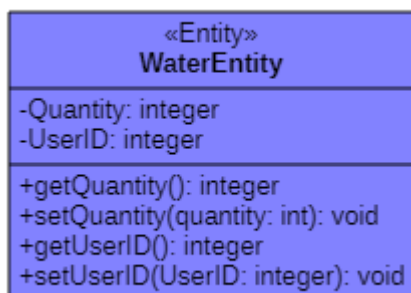 «Entity»
WaterEntity
-Quantity: integer
-UserID: integer
+getQuantity(): integer
+setQuantity(quantity: int): void
+getUserID(): integer
+setUserID(UserID: integer): void